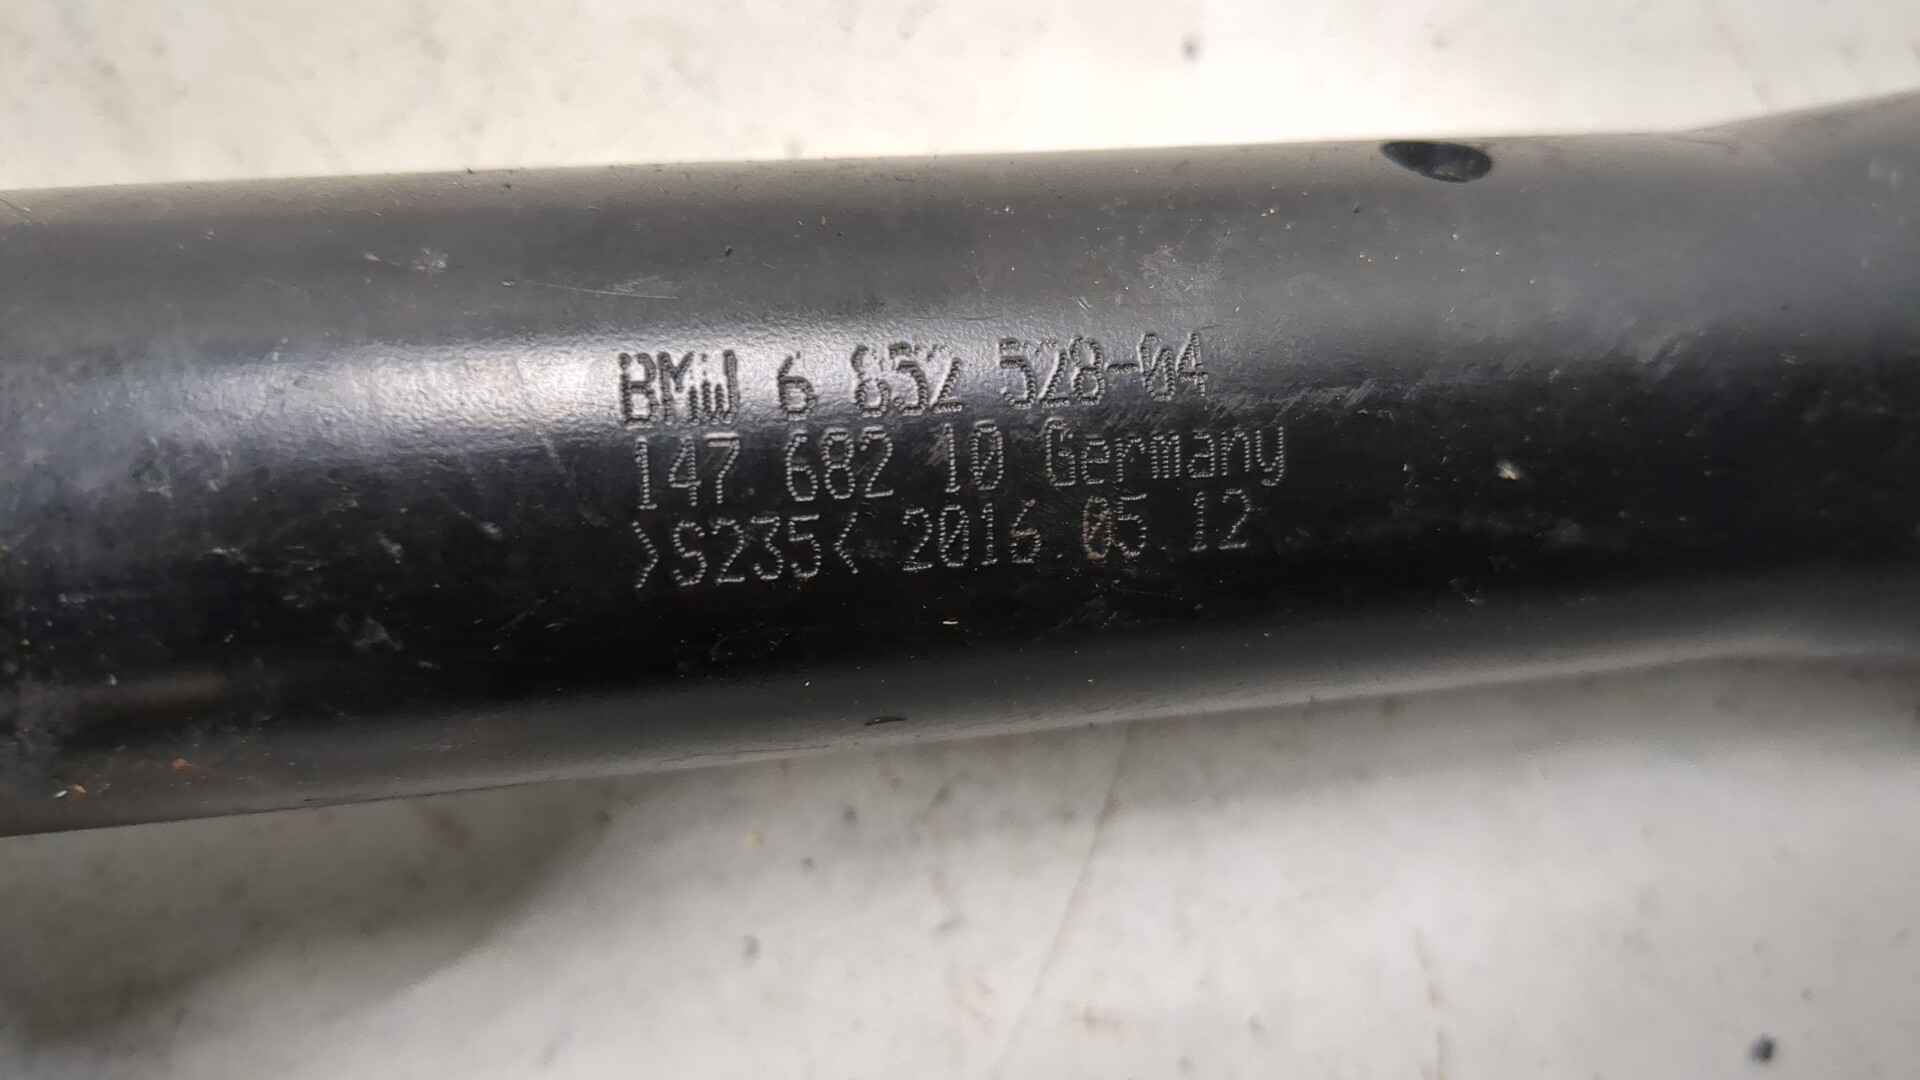 BMW 6 852 528-04
147 682 10 Germany
>S235< 2016.05.12